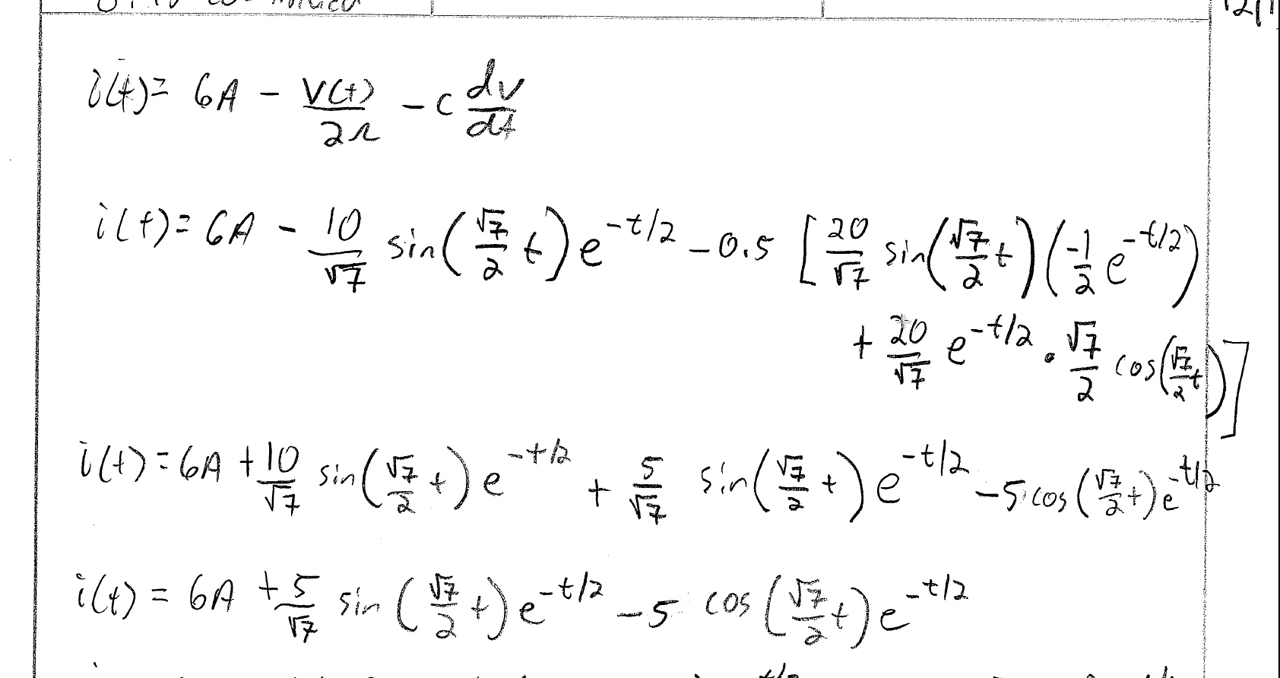 i(t) = 6A - V(t)/2Ω - C dv/dt
i(t) = 6A - 10/√7 sin(√7/2 t) e^(-t/2) - 0.5 [20/√7 sin(√7/2 t)(-1/2 e^(-t/2))
+ 20/√7 e^(-t/2) • √7/2 cos(√7/2 t)]
i(t) = 6A + 10/√7 sin(√7/2 t) e^(-t/2) + 5/√7 sin(√7/2 t) e^(-t/2) - 5 cos(√7/2 t) e^(-t/2)
i(t) = 6A + 5/√7 sin(√7/2 t) e^(-t/2) - 5 cos(√7/2 t) e^(-t/2)